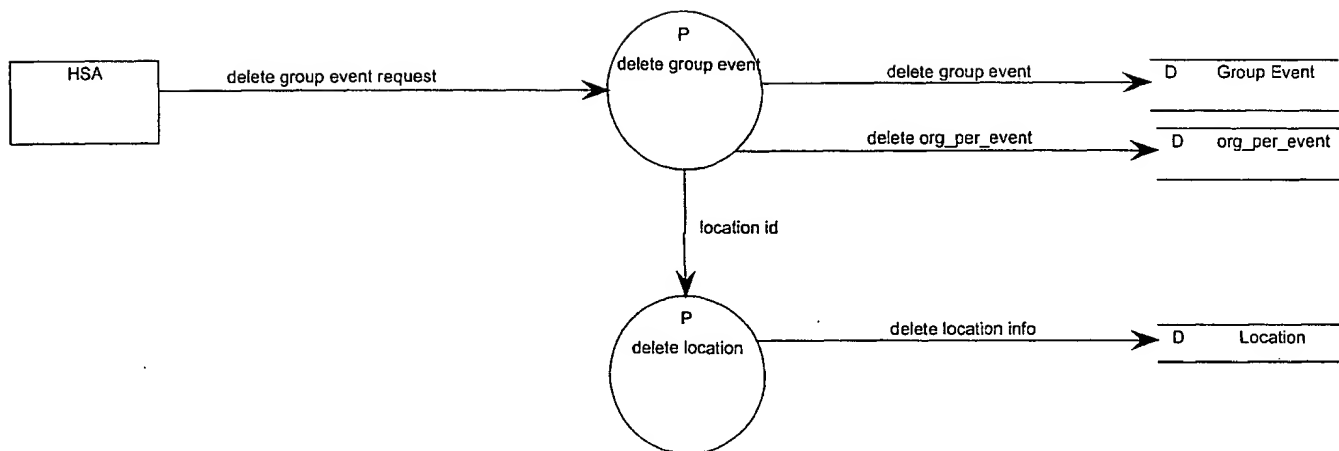 HSA
delete group event request
P
delete group event
delete group event
D Group Event
delete org_per_event
D org_per_event
location id
P
delete location
delete location info
D Location